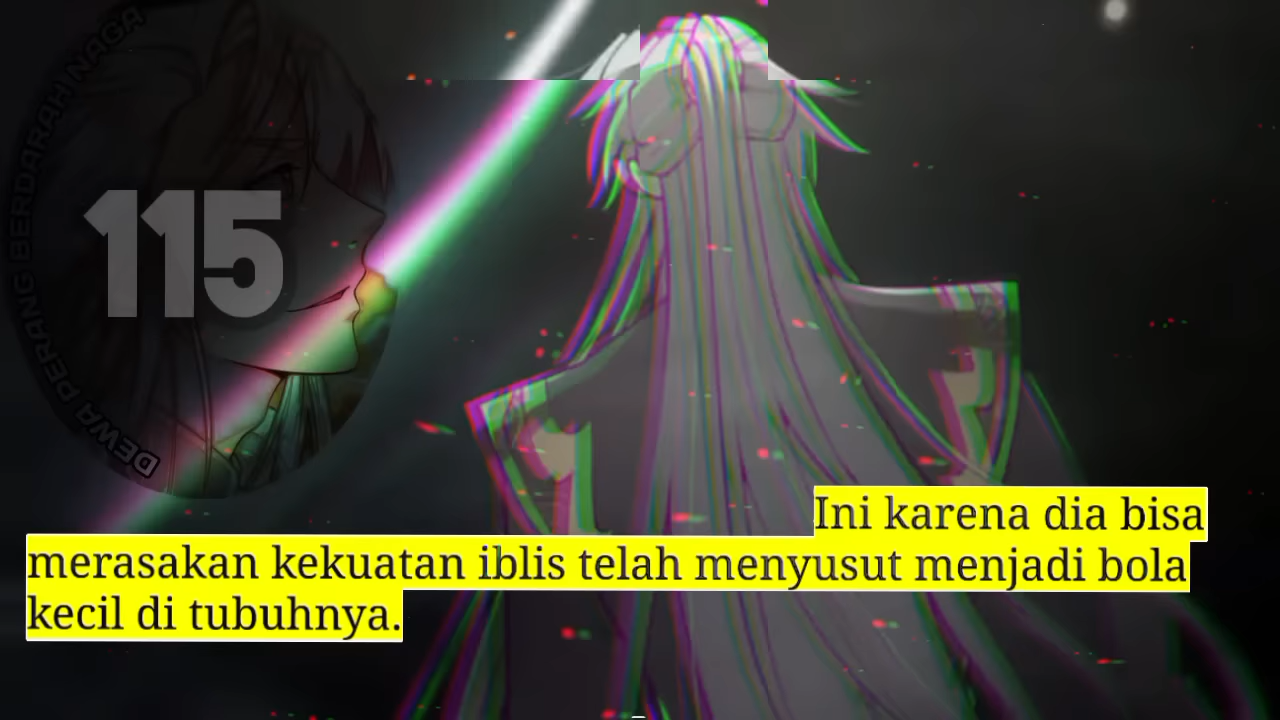 DEWA PERANG BERDARAH NAGA
115
Ini karena dia bisa
merasakan kekuatan iblis telah menyusut menjadi bola
kecil di tubuhnya.